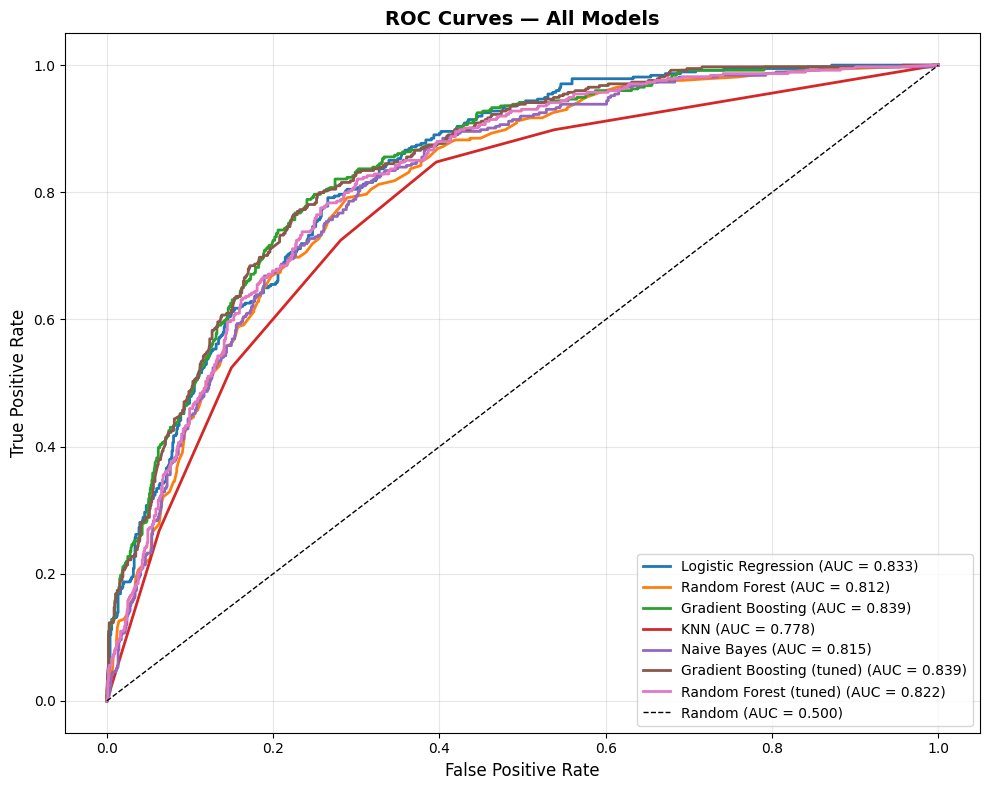 ROC Curves — All Models
True Positive Rate
1.0
0.8
0.6
0.4
0.2
0.0
0.0 0.2 0.4 0.6 0.8 1.0
False Positive Rate
Logistic Regression (AUC = 0.833)
Random Forest (AUC = 0.812)
Gradient Boosting (AUC = 0.839)
KNN (AUC = 0.778)
Naive Bayes (AUC = 0.815)
Gradient Boosting (tuned) (AUC = 0.839)
Random Forest (tuned) (AUC = 0.822)
Random (AUC = 0.500)